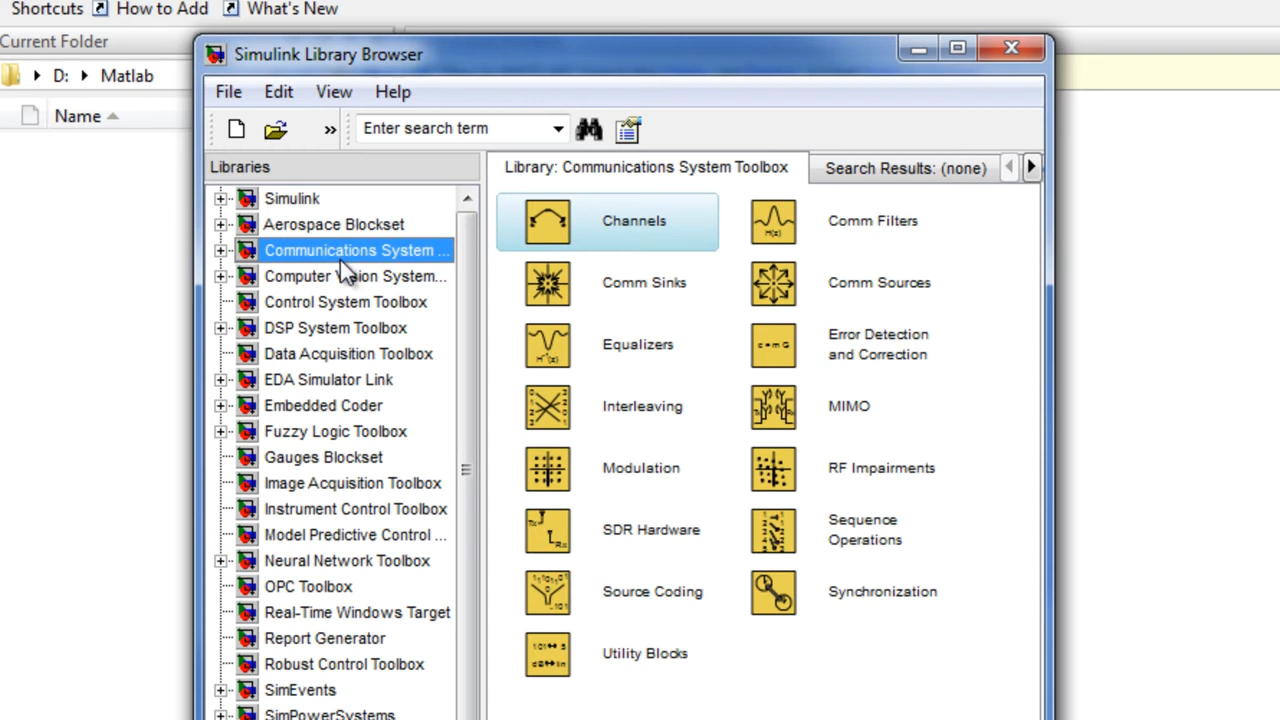 Shortcuts How to Add What's New
Current Folder
D: Matlab
Name
Simulink Library Browser
File Edit View Help
» Enter search term
Libraries
Simulink
Aerospace Blockset
Communications System ...
Computer Vision System...
Control System Toolbox
DSP System Toolbox
Data Acquisition Toolbox
EDA Simulator Link
Embedded Coder
Fuzzy Logic Toolbox
Gauges Blockset
Image Acquisition Toolbox
Instrument Control Toolbox
Model Predictive Control ...
Neural Network Toolbox
OPC Toolbox
Real-Time Windows Target
Report Generator
Robust Control Toolbox
SimEvents
SimPowerSystems
Library: Communications System Toolbox Search Results: (none)
Channels Comm Filters
Comm Sinks Comm Sources
Equalizers Error Detection
and Correction
Interleaving MIMO
Modulation RF Impairments
SDR Hardware Sequence
Operations
Source Coding Synchronization
Utility Blocks